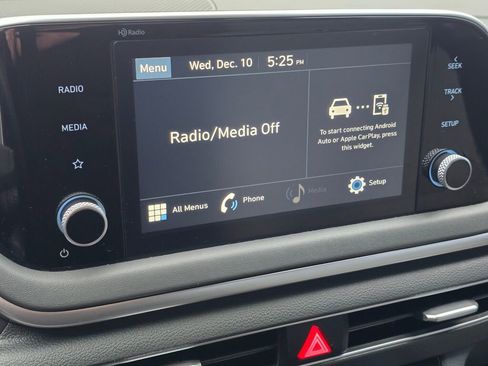 HD Radio
Menu
Wed, Dec. 10
5:25 PM
RADIO
MEDIA
Radio/Media Off
To start connecting Android
Auto or Apple CarPlay, press
this widget.
All Menus
Phone
Media
Setup
SEEK
TRACK
SETUP